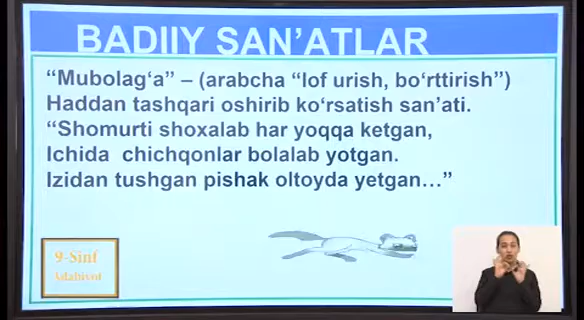 BADIIY SAN’ATLAR
“Mubolag‘a” – (arabcha “lof urish, bo‘rttirish”)
Haddan tashqari oshirib ko‘rsatish san’ati.
“Shomurti shoxalab har yoqqa ketgan,
Ichida chichqonlar bolalab yotgan.
Izidan tushgan pishak oltoyda yetgan…”
9-Sinf
Adabiyot